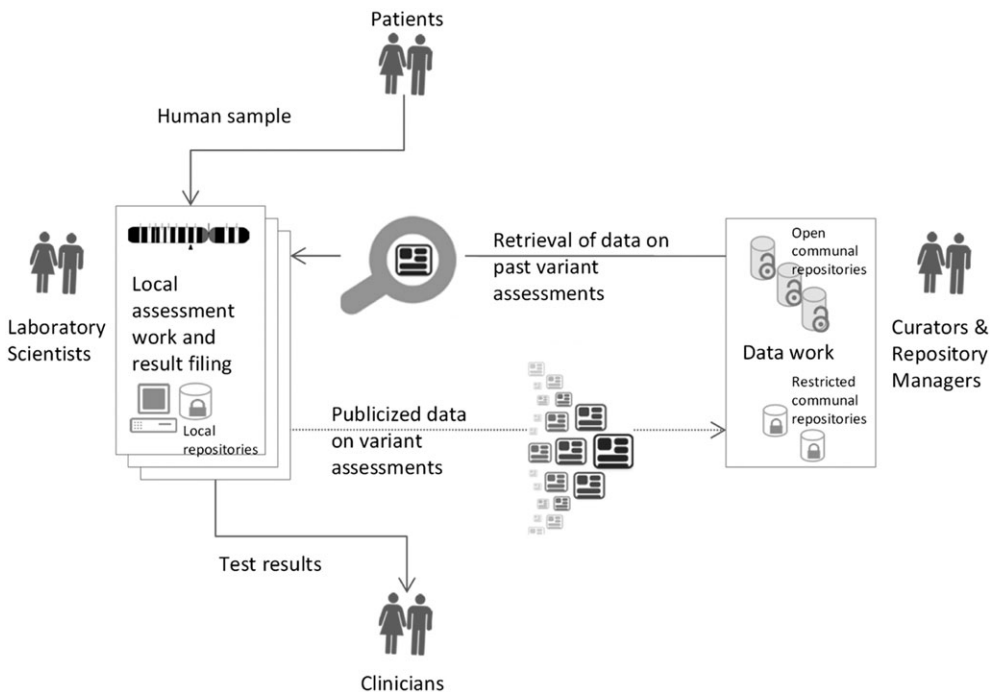 Patients
Human sample
Laboratory
Scientists
Local
assessment
work and
result filing
Local
repositories
Retrieval of data on
past variant
assessments
Publicized data
on variant
assessments
Open
communal
repositories
Data work
Restricted
communal
repositories
Curators &
Repository
Managers
Test results
Clinicians